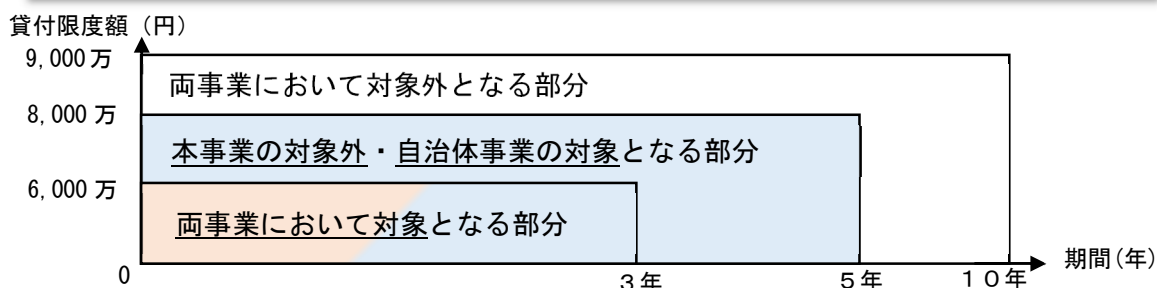 貸付限度額（円）
9,000万
両事業において対象外となる部分
8,000万
本事業の対象外・自治体事業の対象となる部分
6,000万
両事業において対象となる部分
0
３年
５年
１０年
期間(年)